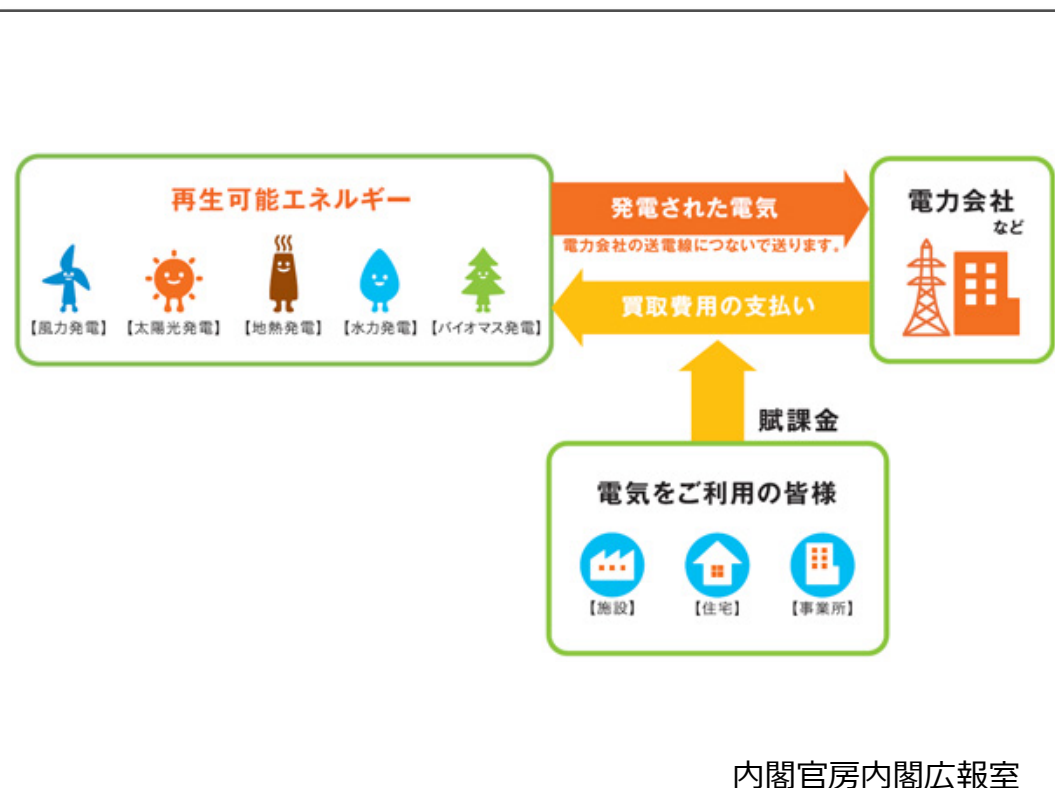 再生可能エネルギー
【風力発電】
【太陽光発電】
【地熱発電】
【水力発電】
【バイオマス発電】
発電された電気
電力会社の送電線につないで送ります。
買取費用の支払い
電力会社
など
賦課金
電気をご利用の皆様
【施設】
【住宅】
【事業所】
内閣官房内閣広報室